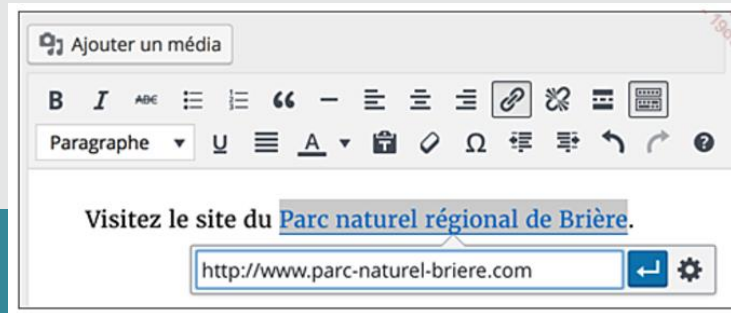 Ajouter un média
B I ABC
Paragraphe U A T Ω
Visitez le site du Parc naturel régional de Brière.
http://www.parc-naturel-briere.com